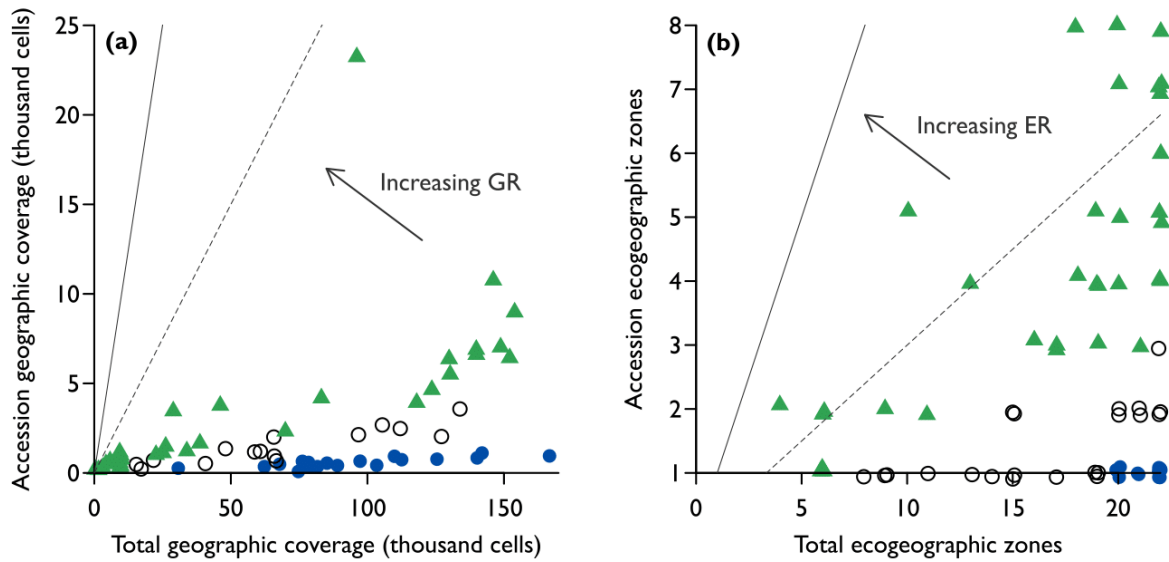 (a)
Accession geographic coverage (thousand cells)
25
20
15
10
5
0
Increasing GR
0 50 100 150
Total geographic coverage (thousand cells)
(b)
Accession ecogeographic zones
8
7
6
5
4
3
2
1
Increasing ER
5 10 15 20
Total ecogeographic zones